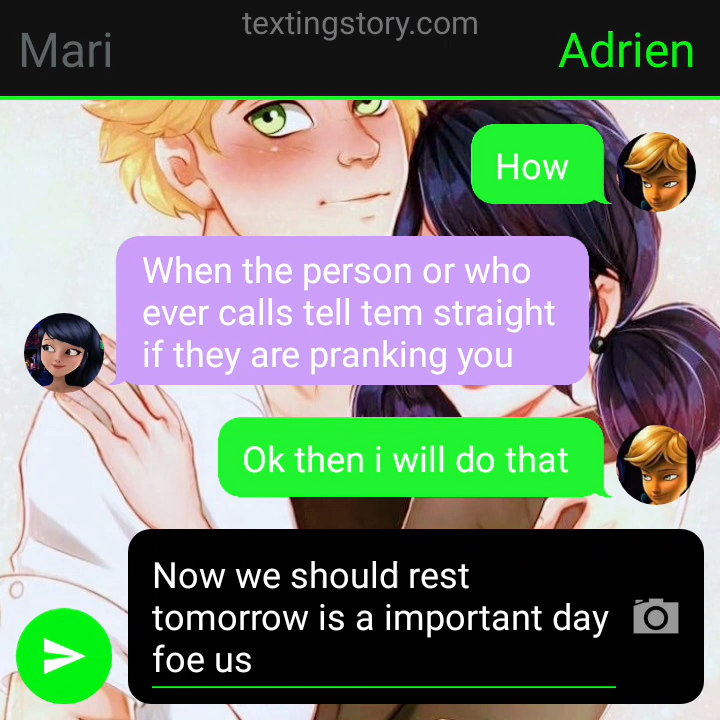 textingstory.com
Mari
Adrien
How
When the person or who
ever calls tell tem straight
if they are pranking you
Ok then i will do that
Now we should rest
tomorrow is a important day
foe us